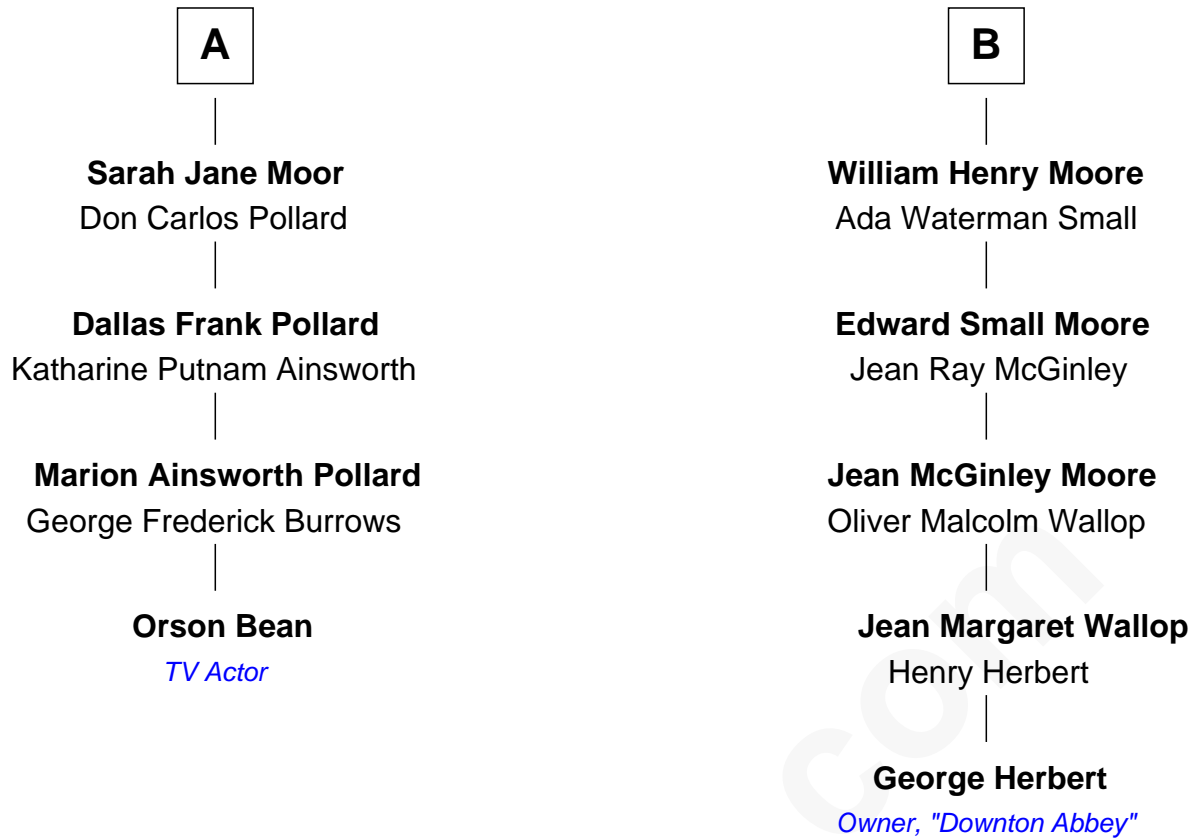 A
Sarah Jane Moor
Don Carlos Pollard
Dallas Frank Pollard
Katharine Putnam Ainsworth
Marion Ainsworth Pollard
George Frederick Burrows
Orson Bean
TV Actor
B
William Henry Moore
Ada Waterman Small
Edward Small Moore
Jean Ray McGinley
Jean McGinley Moore
Oliver Malcolm Wallop
Jean Margaret Wallop
Henry Herbert
George Herbert
Owner, "Downton Abbey"
com